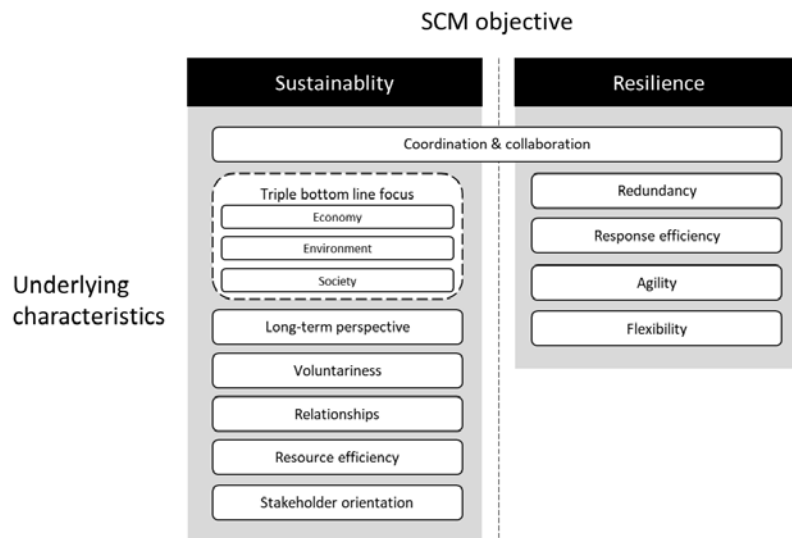 SCM objective
Sustainablity
Resilience
Coordination & collaboration
Triple bottom line focus
Economy
Environment
Society
Long-term perspective
Voluntariness
Relationships
Resource efficiency
Stakeholder orientation
Redundancy
Response efficiency
Agility
Flexibility
Underlying
characteristics